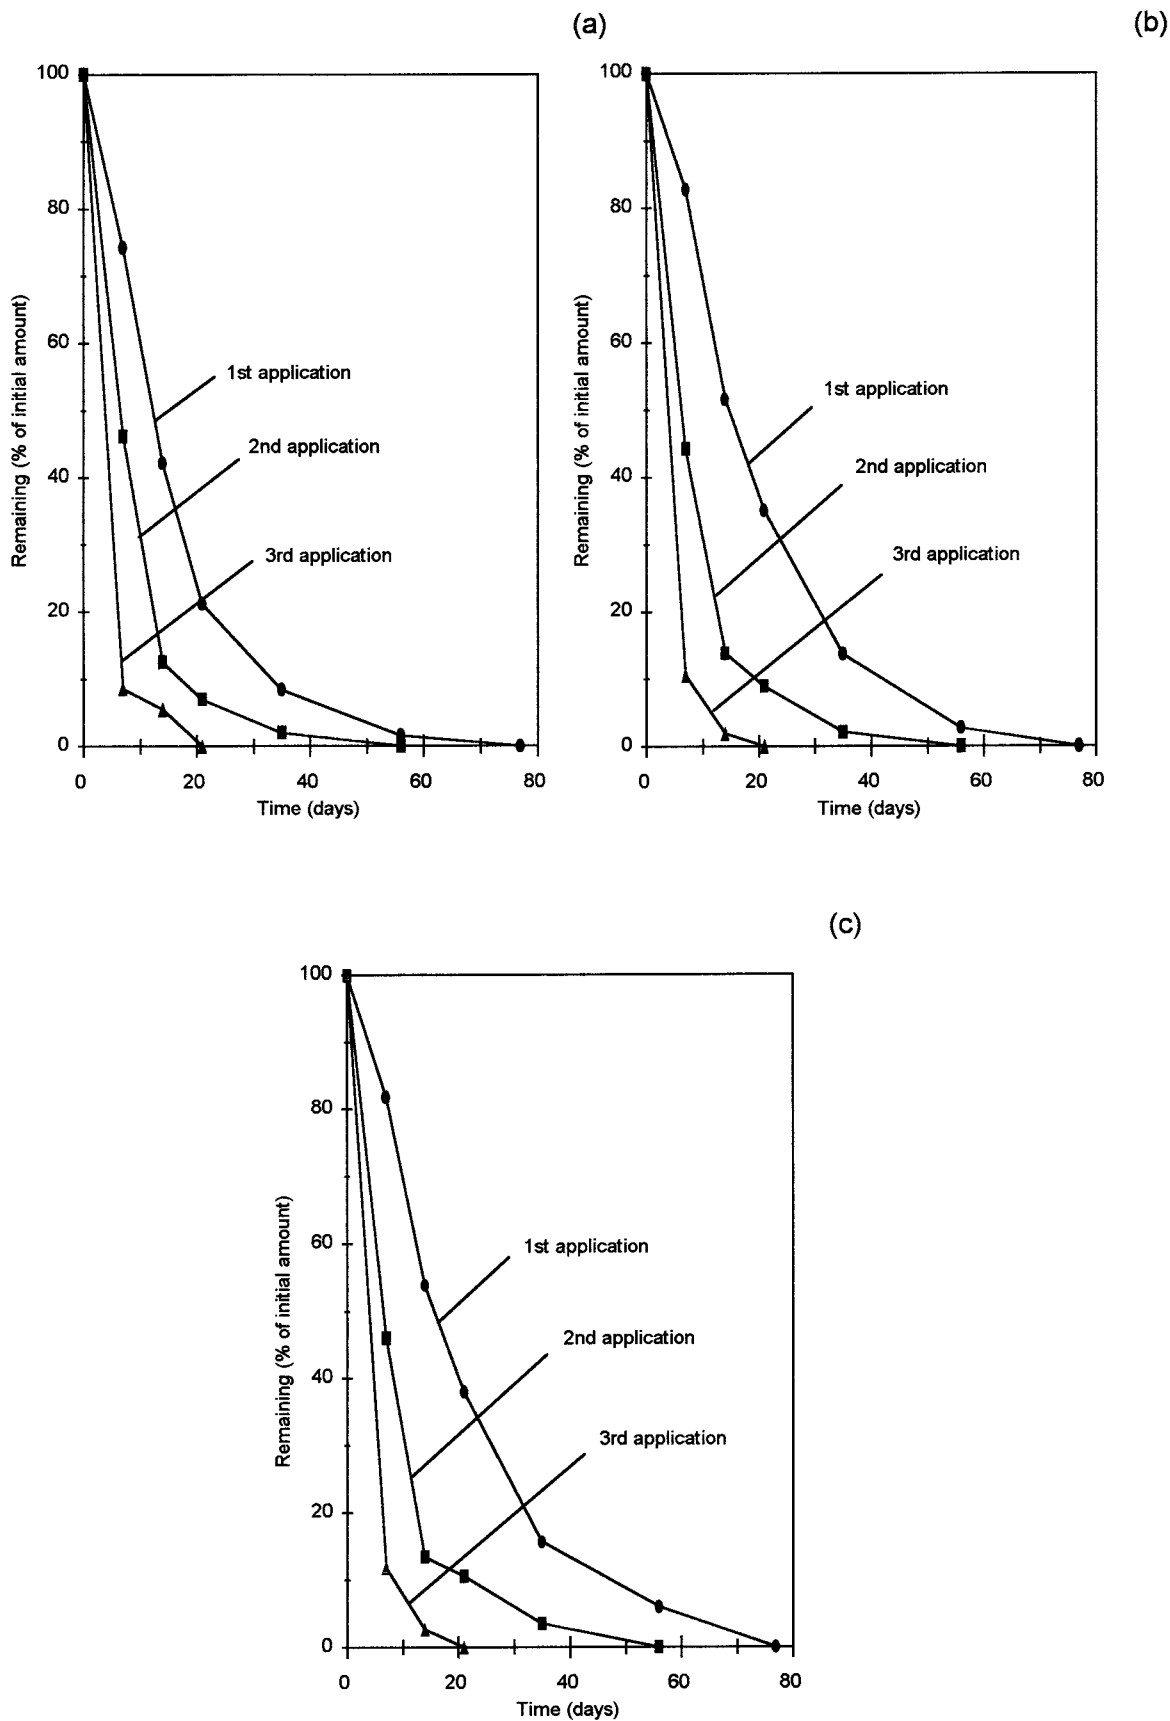 (a)
100
80
60
40
20
0
Remaining (% of initial amount)
1st application
2nd application
3rd application
0 20 40 60 80
Time (days)
(b)
100
80
60
40
20
0
Remaining (% of initial amount)
1st application
2nd application
3rd application
0 20 40 60 80
Time (days)
(c)
100
80
60
40
20
0
Remaining (% of initial amount)
1st application
2nd application
3rd application
0 20 40 60 80
Time (days)